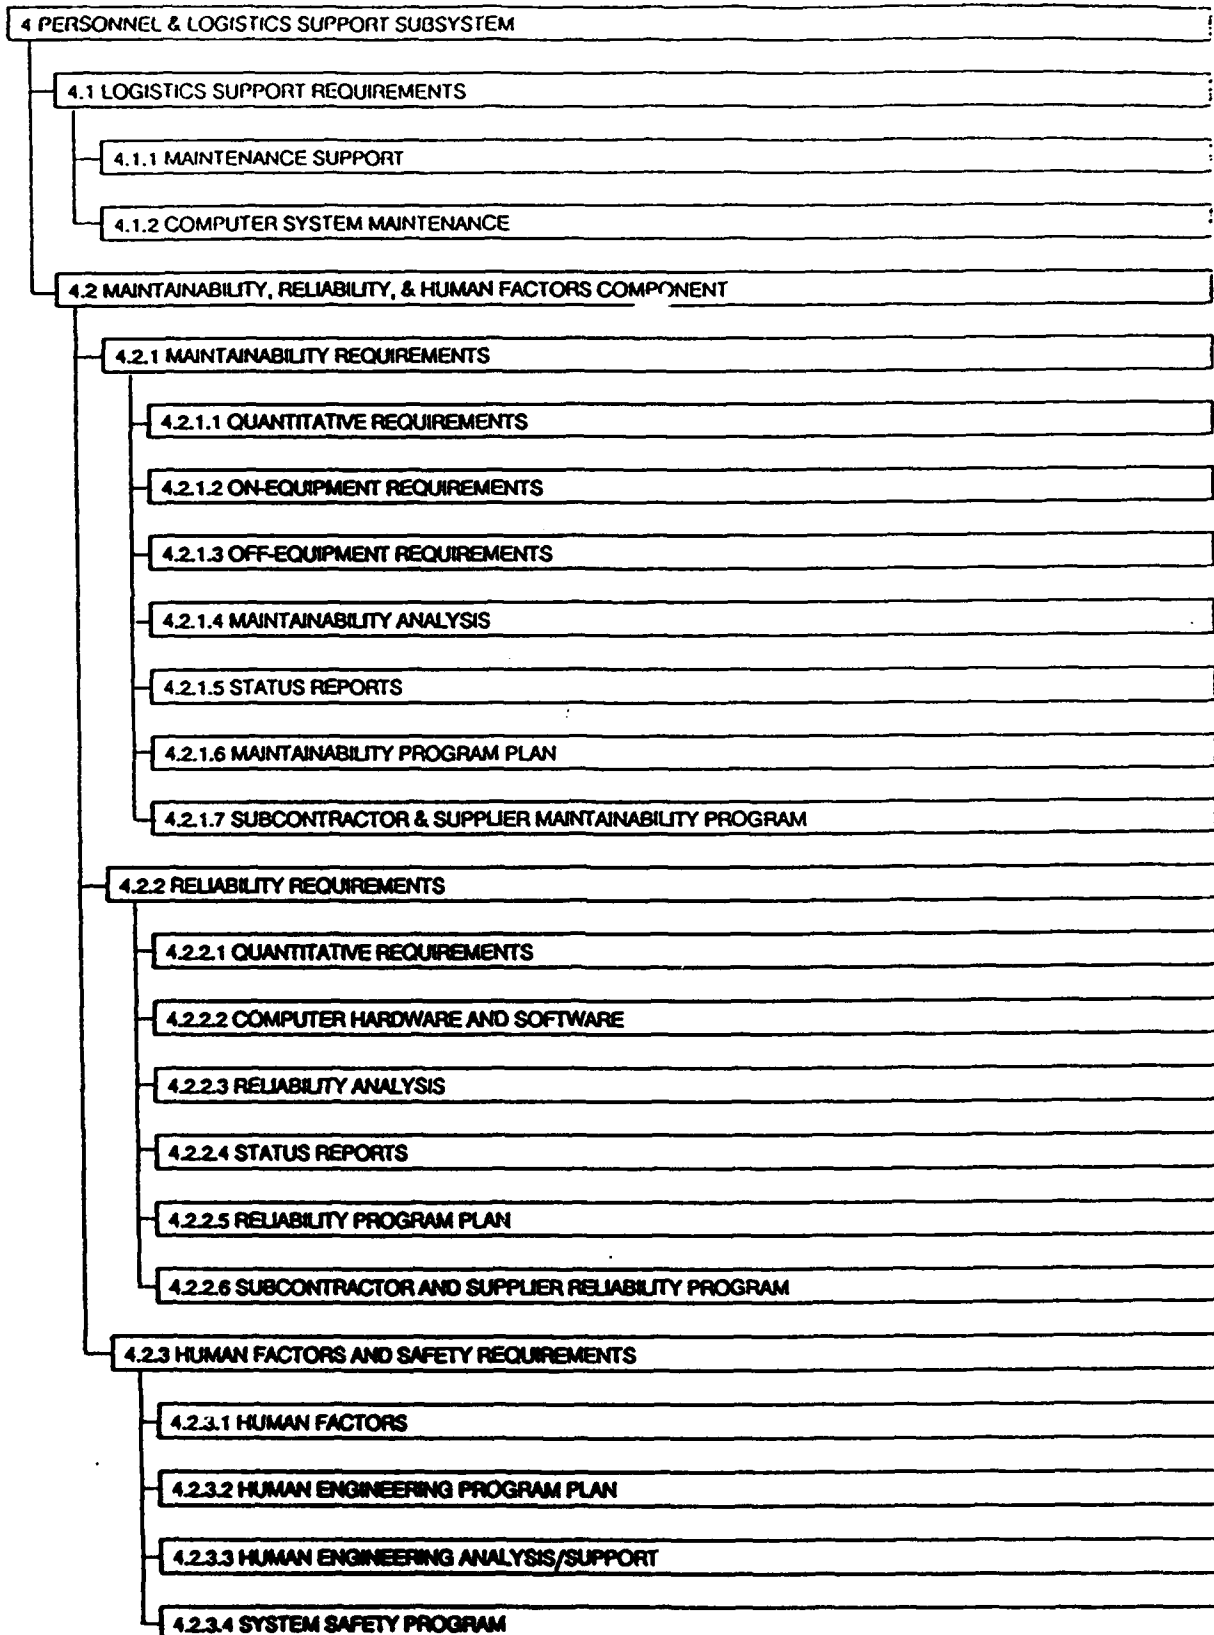 4 PERSONNEL & LOGISTICS SUPPORT SUBSYSTEM
4.1 LOGISTICS SUPPORT REQUIREMENTS
4.1.1 MAINTENANCE SUPPORT
4.1.2 COMPUTER SYSTEM MAINTENANCE
4.2 MAINTAINABILITY, RELIABILITY, & HUMAN FACTORS COMPONENT
4.2.1 MAINTAINABILITY REQUIREMENTS
4.2.1.1 QUANTITATIVE REQUIREMENTS
4.2.1.2 ON-EQUIPMENT REQUIREMENTS
4.2.1.3 OFF-EQUIPMENT REQUIREMENTS
4.2.1.4 MAINTAINABILITY ANALYSIS
4.2.1.5 STATUS REPORTS
4.2.1.6 MAINTAINABILITY PROGRAM PLAN
4.2.1.7 SUBCONTRACTOR & SUPPLIER MAINTAINABILITY PROGRAM
4.2.2 RELIABILITY REQUIREMENTS
4.2.2.1 QUANTITATIVE REQUIREMENTS
4.2.2.2 COMPUTER HARDWARE AND SOFTWARE
4.2.2.3 RELIABILITY ANALYSIS
4.2.2.4 STATUS REPORTS
4.2.2.5 RELIABILITY PROGRAM PLAN
4.2.2.6 SUBCONTRACTOR AND SUPPLIER RELIABILITY PROGRAM
4.2.3 HUMAN FACTORS AND SAFETY REQUIREMENTS
4.2.3.1 HUMAN FACTORS
4.2.3.2 HUMAN ENGINEERING PROGRAM PLAN
4.2.3.3 HUMAN ENGINEERING ANALYSIS/SUPPORT
4.2.3.4 SYSTEM SAFETY PROGRAM